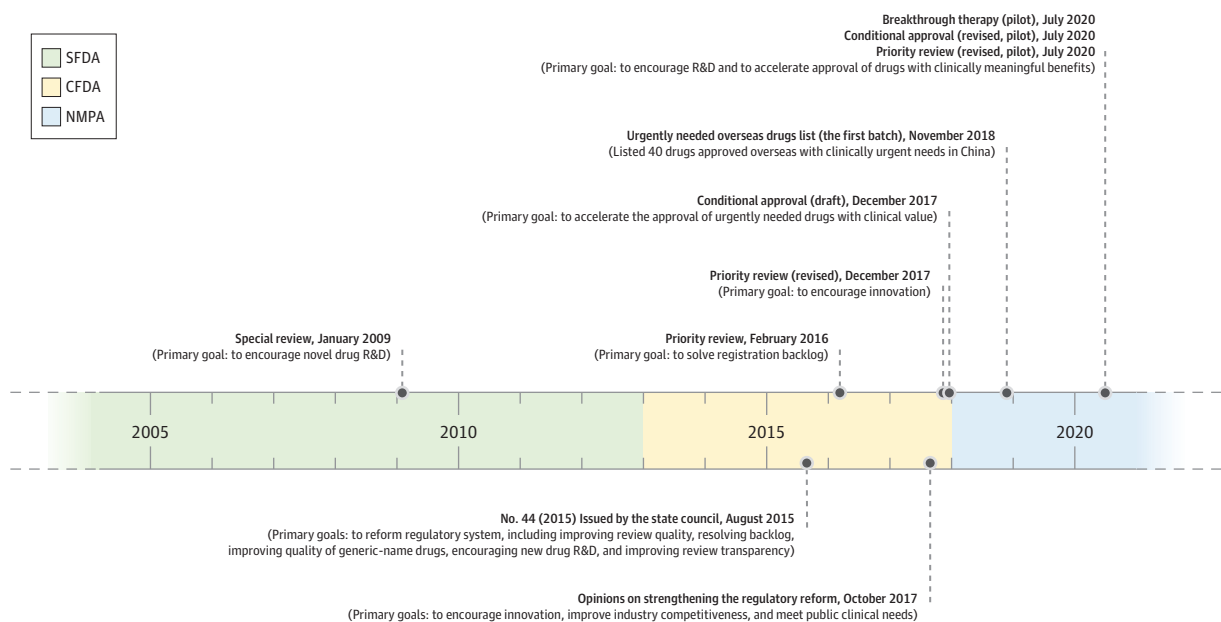 Breakthrough therapy (pilot), July 2020
Conditional approval (revised, pilot), July 2020
Priority review (revised, pilot), July 2020
(Primary goal: to encourage R&D and to accelerate approval of drugs with clinically meaningful benefits)
SFDA
CFDA
NMPA
Urgently needed overseas drugs list (the first batch), November 2018
(Listed 40 drugs approved overseas with clinically urgent needs in China)
Conditional approval (draft), December 2017
(Primary goal: to accelerate the approval of urgently needed drugs with clinical value)
Priority review (revised), December 2017
(Primary goal: to encourage innovation)
Special review, January 2009
(Primary goal: to encourage novel drug R&D)
Priority review, February 2016
(Primary goal: to solve registration backlog)
2005
2010
2015
2020
No. 44 (2015) Issued by the state council, August 2015
(Primary goals: to reform regulatory system, including improving review quality, resolving backlog,
improving quality of generic-name drugs, encouraging new drug R&D, and improving review transparency)
Opinions on strengthening the regulatory reform, October 2017
(Primary goals: to encourage innovation, improve industry competitiveness, and meet public clinical needs)